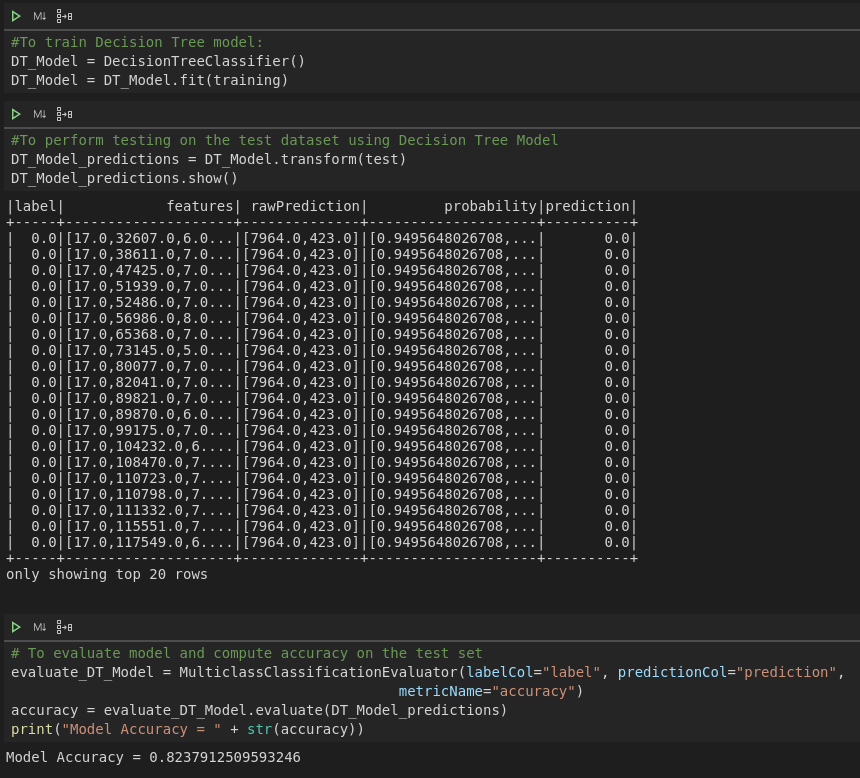 M↓
#To train Decision Tree model:
DT_Model = DecisionTreeClassifier()
DT_Model = DT_Model.fit(training)
M↓
#To perform testing on the test dataset using Decision Tree Model
DT_Model_predictions = DT_Model.transform(test)
DT_Model_predictions.show()
|label|            features| rawPrediction|         probability|prediction|
+-----+--------------------+--------------+--------------------+----------+
|  0.0|[17.0,32607.0,6.0...|[7964.0,423.0]|[0.9495648026708,...|       0.0|
|  0.0|[17.0,38611.0,7.0...|[7964.0,423.0]|[0.9495648026708,...|       0.0|
|  0.0|[17.0,47425.0,7.0...|[7964.0,423.0]|[0.9495648026708,...|       0.0|
|  0.0|[17.0,51939.0,7.0...|[7964.0,423.0]|[0.9495648026708,...|       0.0|
|  0.0|[17.0,52486.0,7.0...|[7964.0,423.0]|[0.9495648026708,...|       0.0|
|  0.0|[17.0,56986.0,8.0...|[7964.0,423.0]|[0.9495648026708,...|       0.0|
|  0.0|[17.0,65368.0,7.0...|[7964.0,423.0]|[0.9495648026708,...|       0.0|
|  0.0|[17.0,73145.0,5.0...|[7964.0,423.0]|[0.9495648026708,...|       0.0|
|  0.0|[17.0,80077.0,7.0...|[7964.0,423.0]|[0.9495648026708,...|       0.0|
|  0.0|[17.0,82041.0,7.0...|[7964.0,423.0]|[0.9495648026708,...|       0.0|
|  0.0|[17.0,89821.0,7.0...|[7964.0,423.0]|[0.9495648026708,...|       0.0|
|  0.0|[17.0,89870.0,6.0...|[7964.0,423.0]|[0.9495648026708,...|       0.0|
|  0.0|[17.0,99175.0,7.0...|[7964.0,423.0]|[0.9495648026708,...|       0.0|
|  0.0|[17.0,104232.0,6....|[7964.0,423.0]|[0.9495648026708,...|       0.0|
|  0.0|[17.0,108470.0,7....|[7964.0,423.0]|[0.9495648026708,...|       0.0|
|  0.0|[17.0,110723.0,7....|[7964.0,423.0]|[0.9495648026708,...|       0.0|
|  0.0|[17.0,110798.0,7....|[7964.0,423.0]|[0.9495648026708,...|       0.0|
|  0.0|[17.0,111332.0,7....|[7964.0,423.0]|[0.9495648026708,...|       0.0|
|  0.0|[17.0,115551.0,7....|[7964.0,423.0]|[0.9495648026708,...|       0.0|
|  0.0|[17.0,117549.0,6....|[7964.0,423.0]|[0.9495648026708,...|       0.0|
+-----+--------------------+--------------+--------------------+----------+
only showing top 20 rows
M↓
# To evaluate model and compute accuracy on the test set
evaluate_DT_Model = MulticlassClassificationEvaluator(labelCol="label", predictionCol="prediction",
metricName="accuracy")
accuracy = evaluate_DT_Model.evaluate(DT_Model_predictions)
print("Model Accuracy = " + str(accuracy))
Model Accuracy = 0.8237912509593246